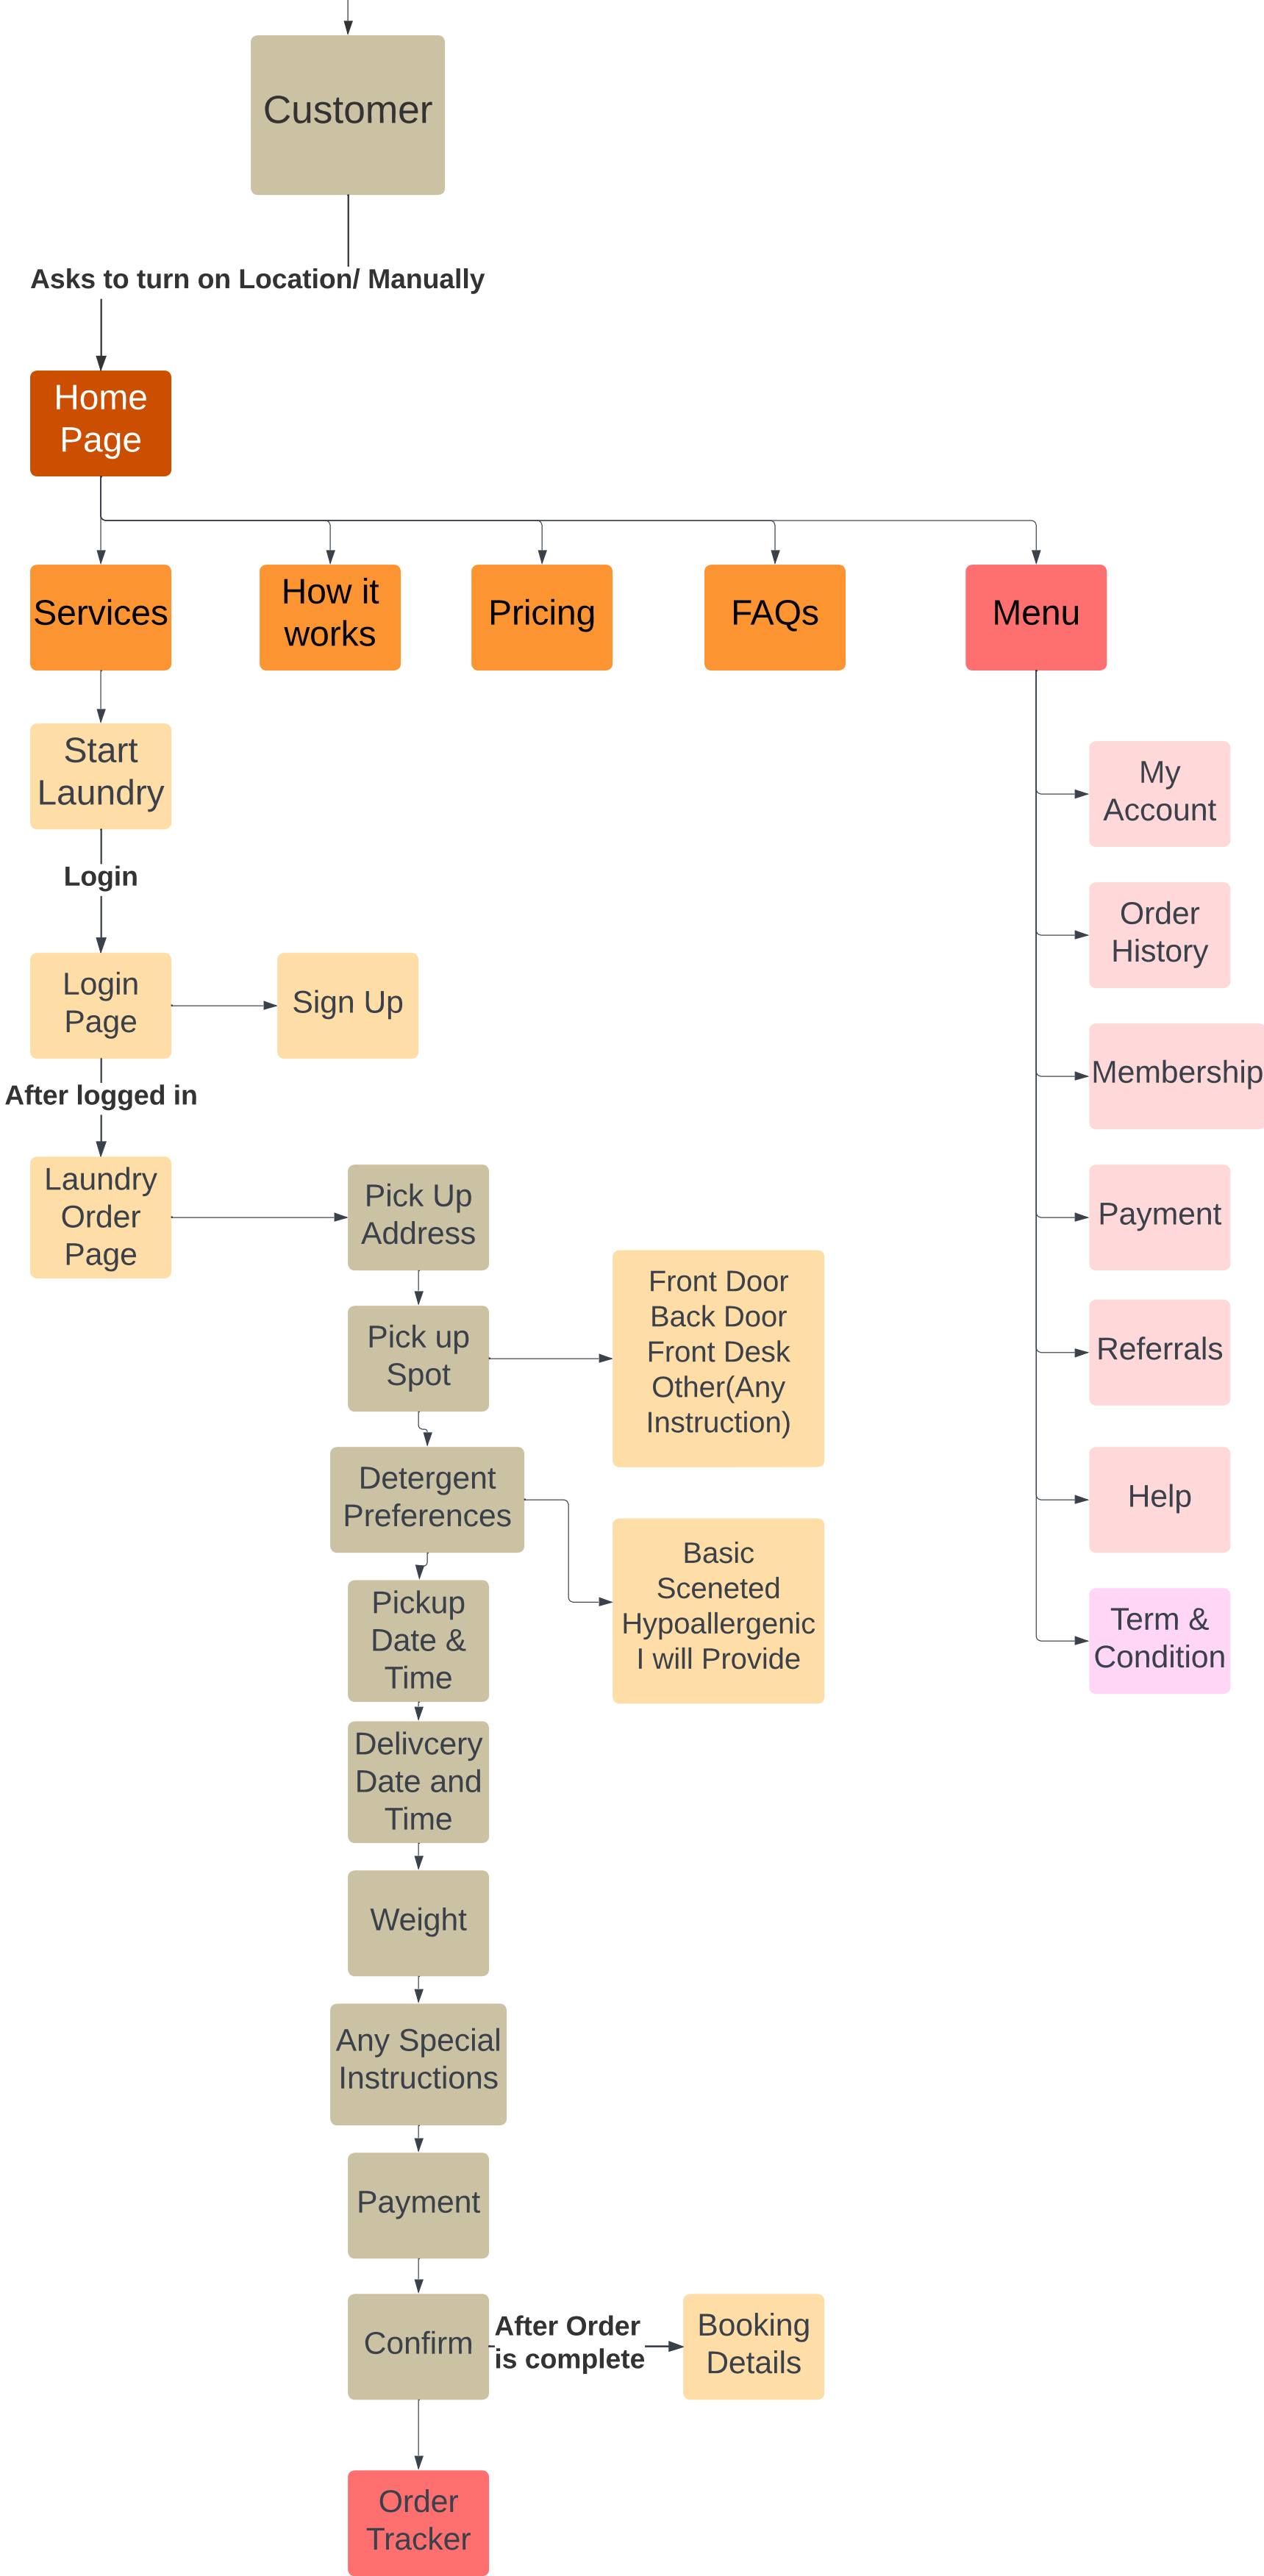 Customer
Asks to turn on Location/ Manually
Home
Page
Services
How it
works
Pricing
FAQs
Menu
Start
Laundry
Login
Login
Page
Sign Up
After logged in
Laundry
Order
Page
Pick Up
Address
Pick up
Spot
Front Door
Back Door
Front Desk
Other(Any
Instruction)
Detergent
Preferences
Basic
Sceneted
Hypoallergenic
I will Provide
Pickup
Date &
Time
Delivcery
Date and
Time
Weight
Any Special
Instructions
Payment
Confirm
After Order
is complete
Booking
Details
Order
Tracker
My
Account
Order
History
Membership
Payment
Referrals
Help
Term &
Condition